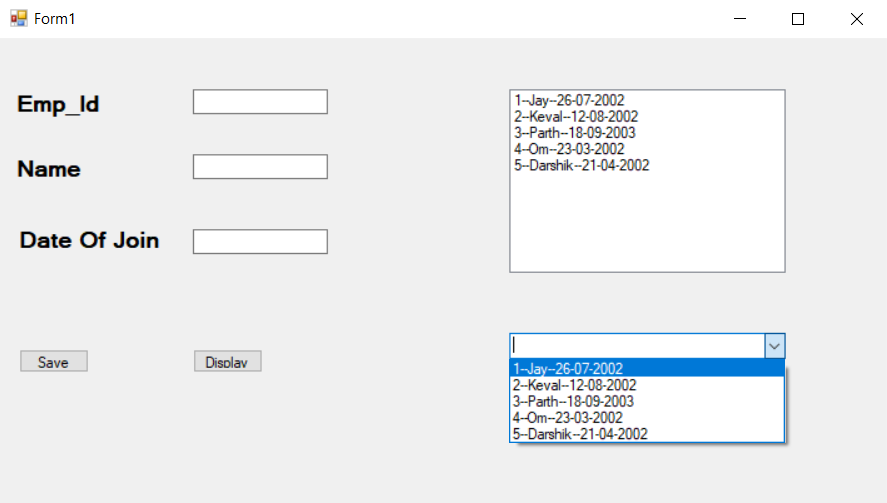 Form1
Emp_Id
Name
Date Of Join
Save
Display
1--Jay--26-07-2002
2--Keval--12-08-2002
3--Parth--18-09-2003
4--Om--23-03-2002
5--Darshik--21-04-2002
1--Jay--26-07-2002
2--Keval--12-08-2002
3--Parth--18-09-2003
4--Om--23-03-2002
5--Darshik--21-04-2002